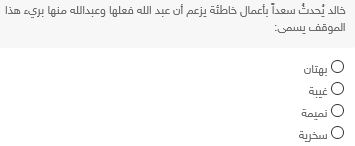 خالد يُحدثُ سعداً بأعمال خاطئة يزعم أن عبد الله فعلها وعبدالله منها بريء هذا
الموقف يسمى:
بهتان
غيبة
نميمة
سخرية